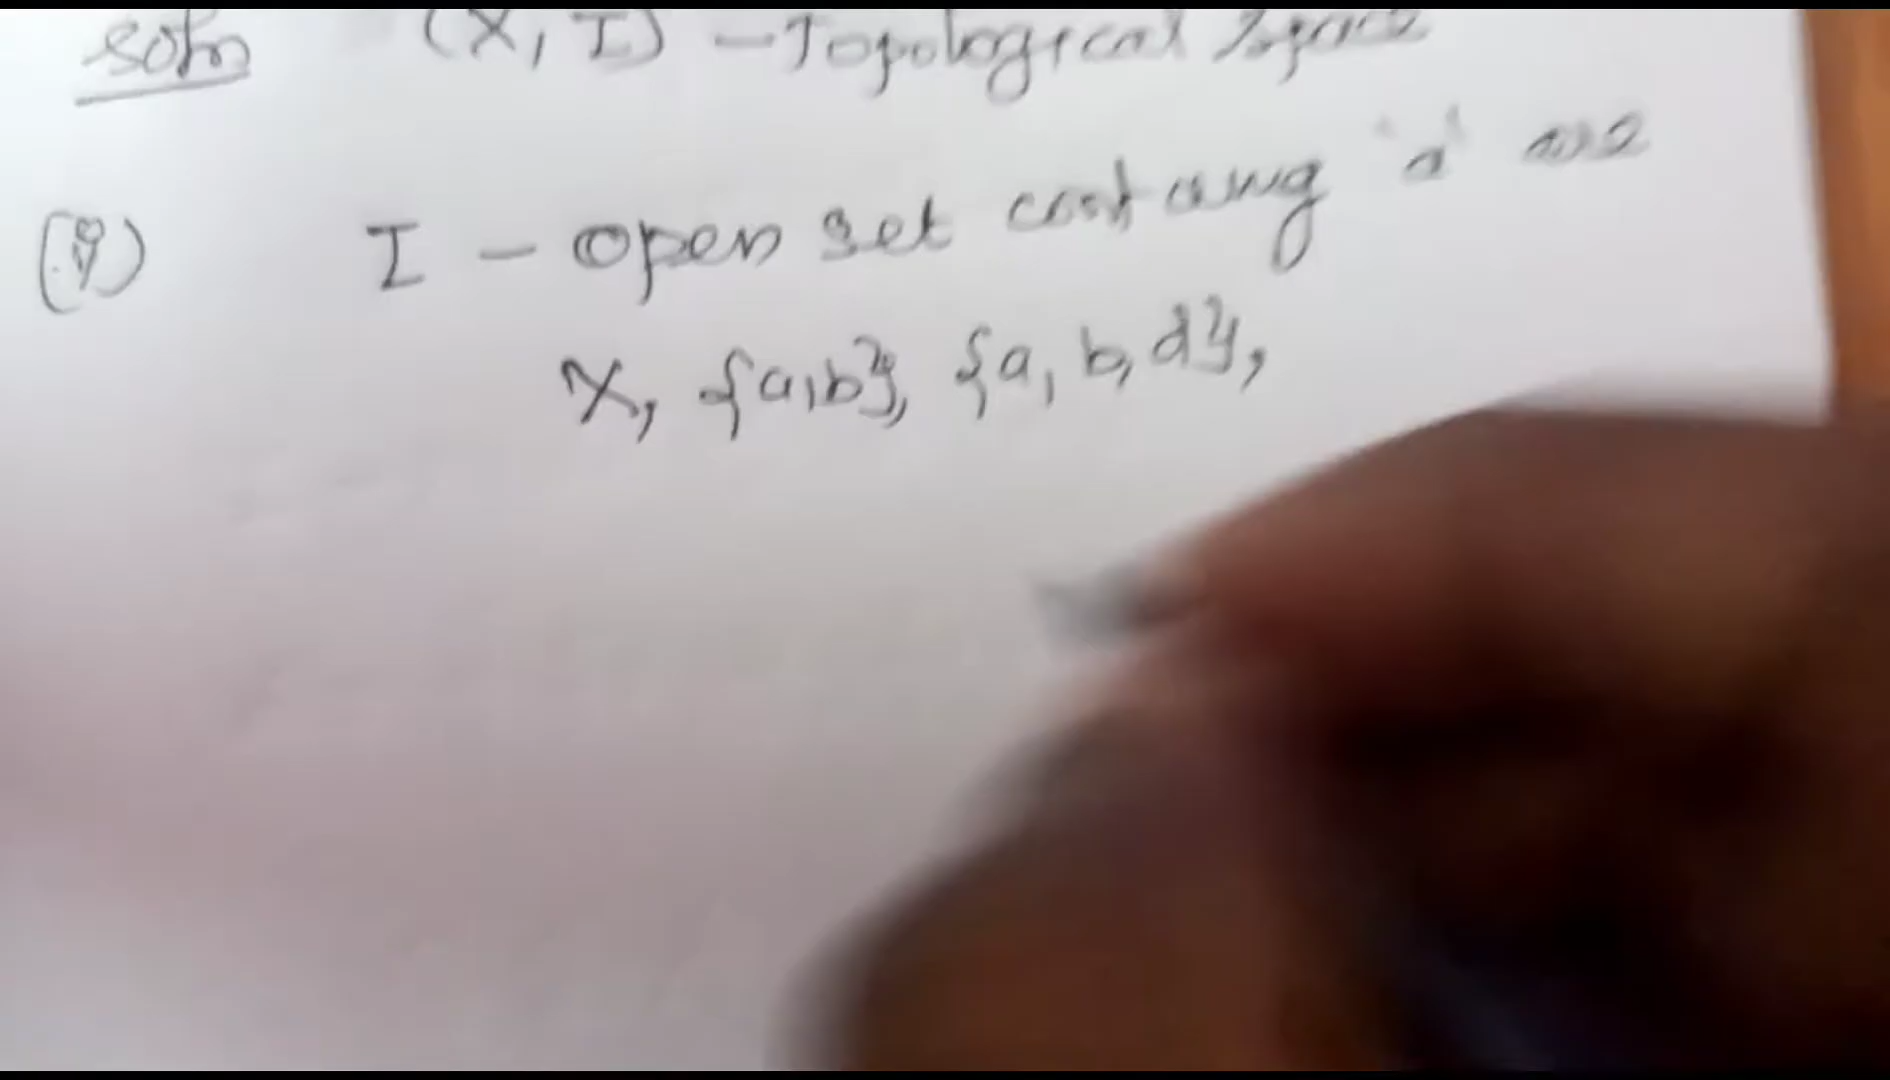 Soln (X, I) - Topological Space
(i) I - open set containg 'a' are
X, {a,b}, {a, b, d},